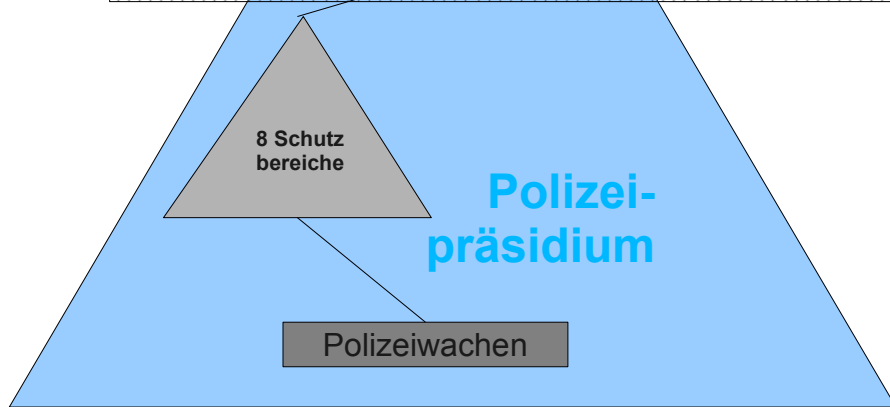 8 Schutz
bereiche
Polizei-
präsidium
Polizeiwachen